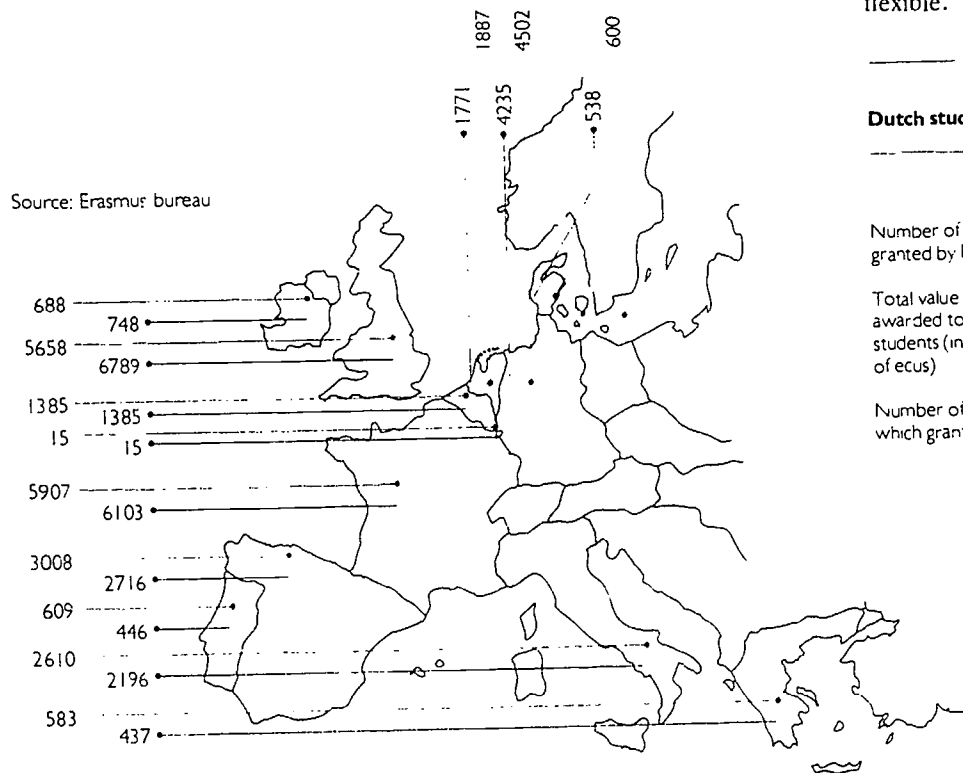 flexible.
1887
4502
600
1771
4235
538
Dutch
Source: Erasmus bureau
Number of
granted by
Total value
awarded to
students (in
of ecus)
Number of
which
688
748
5658
6789
1385
1385
15
15
5907
6103
3008
2716
609
446
2610
2196
583
437